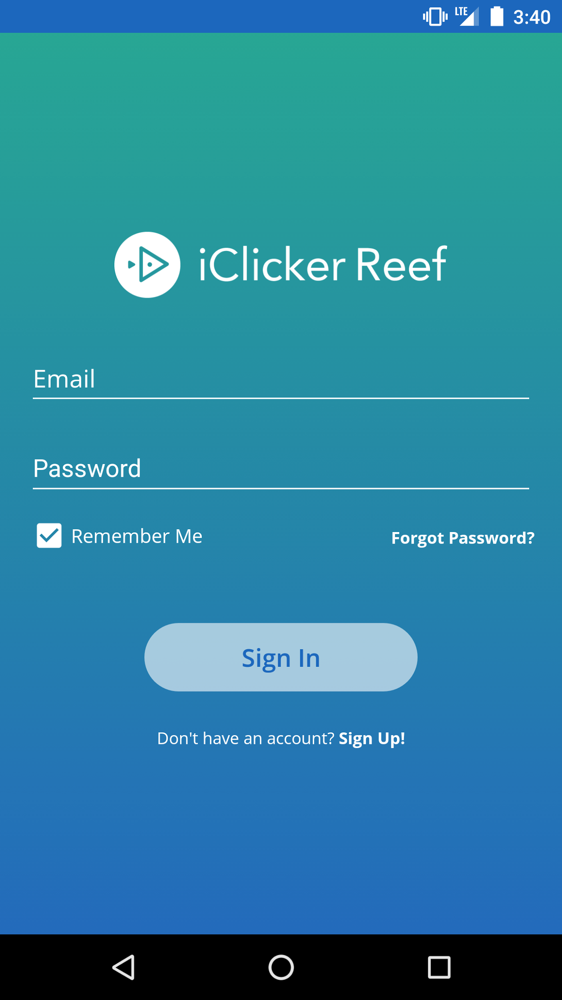 LTE 3:40
iClicker Reef
Email
Password
Remember Me
Forgot Password?
Sign In
Don't have an account? Sign Up!